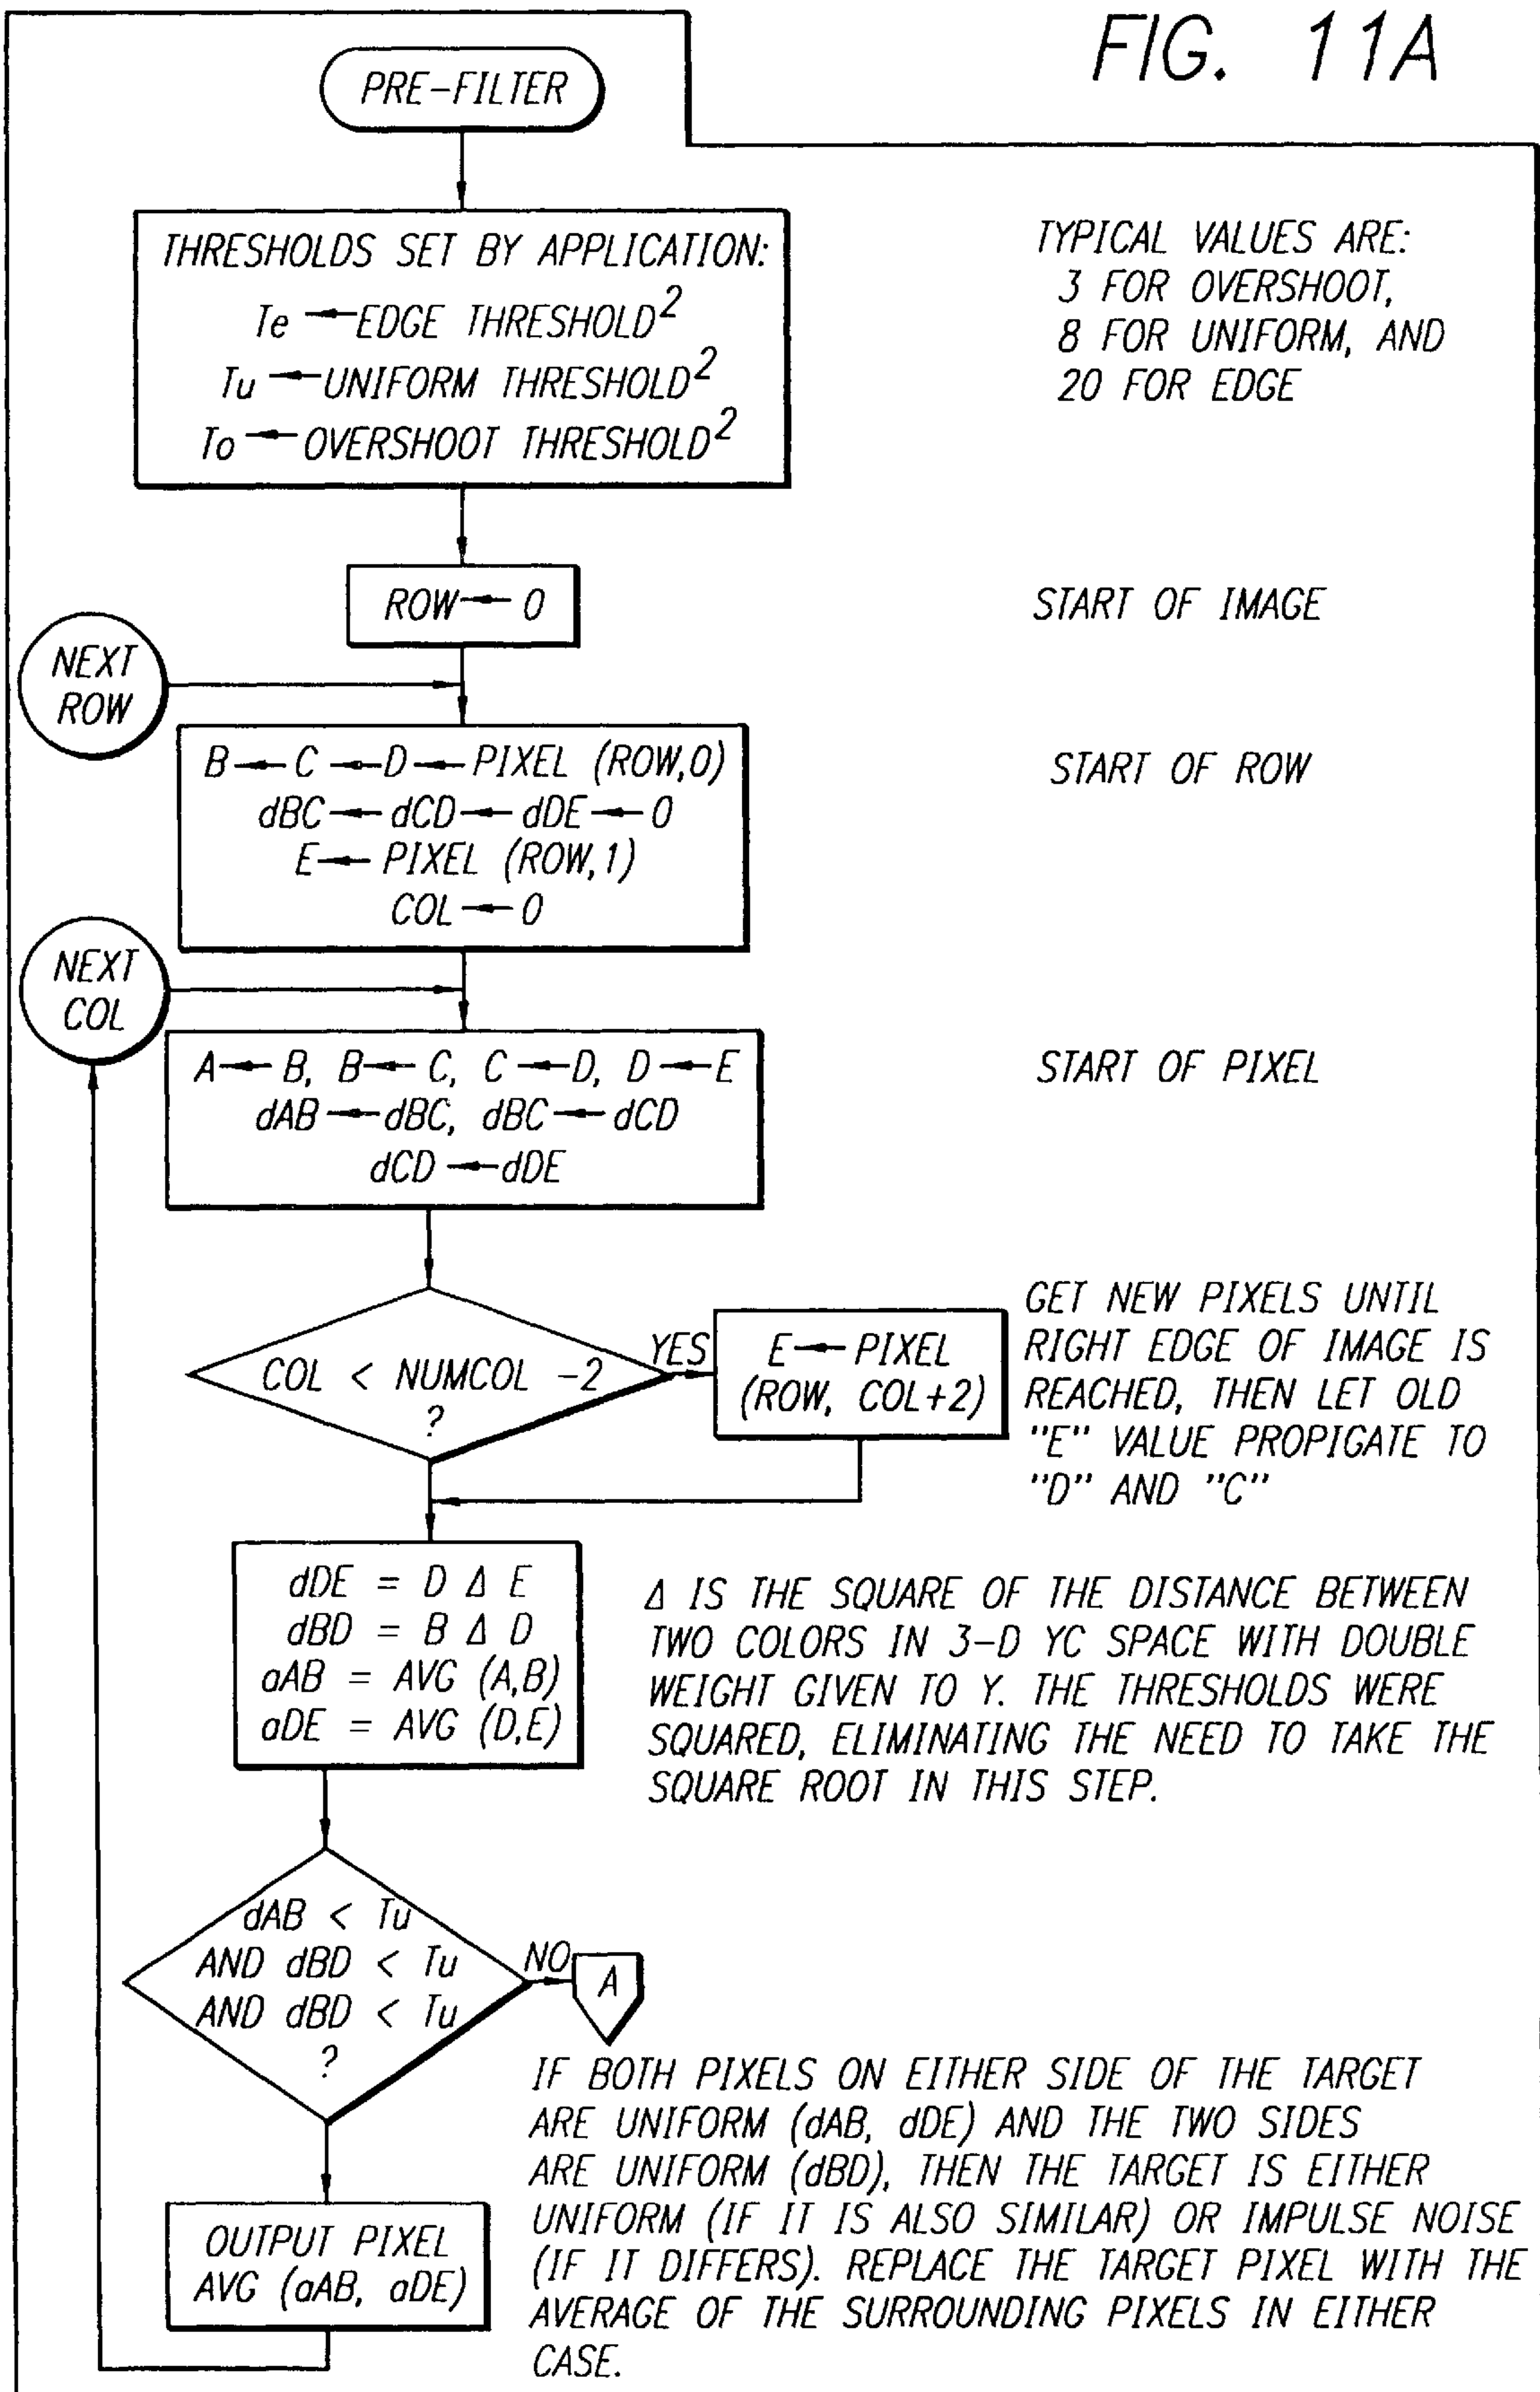 FIG. 11A
PRE-FILTER
THRESHOLDS SET BY APPLICATION:
Te ← EDGE THRESHOLD²
Tu ← UNIFORM THRESHOLD²
To ← OVERSHOOT THRESHOLD²
TYPICAL VALUES ARE:
3 FOR OVERSHOOT,
8 FOR UNIFORM, AND
20 FOR EDGE
ROW ← 0
START OF IMAGE
NEXT
ROW
B ← C ← D ← PIXEL (ROW,0)
dBC ← dCD ← dDE ← 0
E ← PIXEL (ROW,1)
COL ← 0
START OF ROW
NEXT
COL
A ← B, B ← C, C ← D, D ← E
dAB ← dBC, dBC ← dCD
dCD ← dDE
START OF PIXEL
COL < NUMCOL -2
?
YES
E ← PIXEL
(ROW, COL+2)
GET NEW PIXELS UNTIL
RIGHT EDGE OF IMAGE IS
REACHED, THEN LET OLD
"E" VALUE PROPIGATE TO
"D" AND "C"
dDE = D Δ E
dBD = B Δ D
aAB = AVG (A,B)
aDE = AVG (D,E)
Δ IS THE SQUARE OF THE DISTANCE BETWEEN
TWO COLORS IN 3-D YC SPACE WITH DOUBLE
WEIGHT GIVEN TO Y. THE THRESHOLDS WERE
SQUARED, ELIMINATING THE NEED TO TAKE THE
SQUARE ROOT IN THIS STEP.
dAB < Tu
AND dBD < Tu
AND dBD < Tu
?
NO
A
IF BOTH PIXELS ON EITHER SIDE OF THE TARGET
ARE UNIFORM (dAB, dDE) AND THE TWO SIDES
ARE UNIFORM (dBD), THEN THE TARGET IS EITHER
UNIFORM (IF IT IS ALSO SIMILAR) OR IMPULSE NOISE
(IF IT DIFFERS). REPLACE THE TARGET PIXEL WITH THE
AVERAGE OF THE SURROUNDING PIXELS IN EITHER
CASE.
OUTPUT PIXEL
AVG (aAB, aDE)